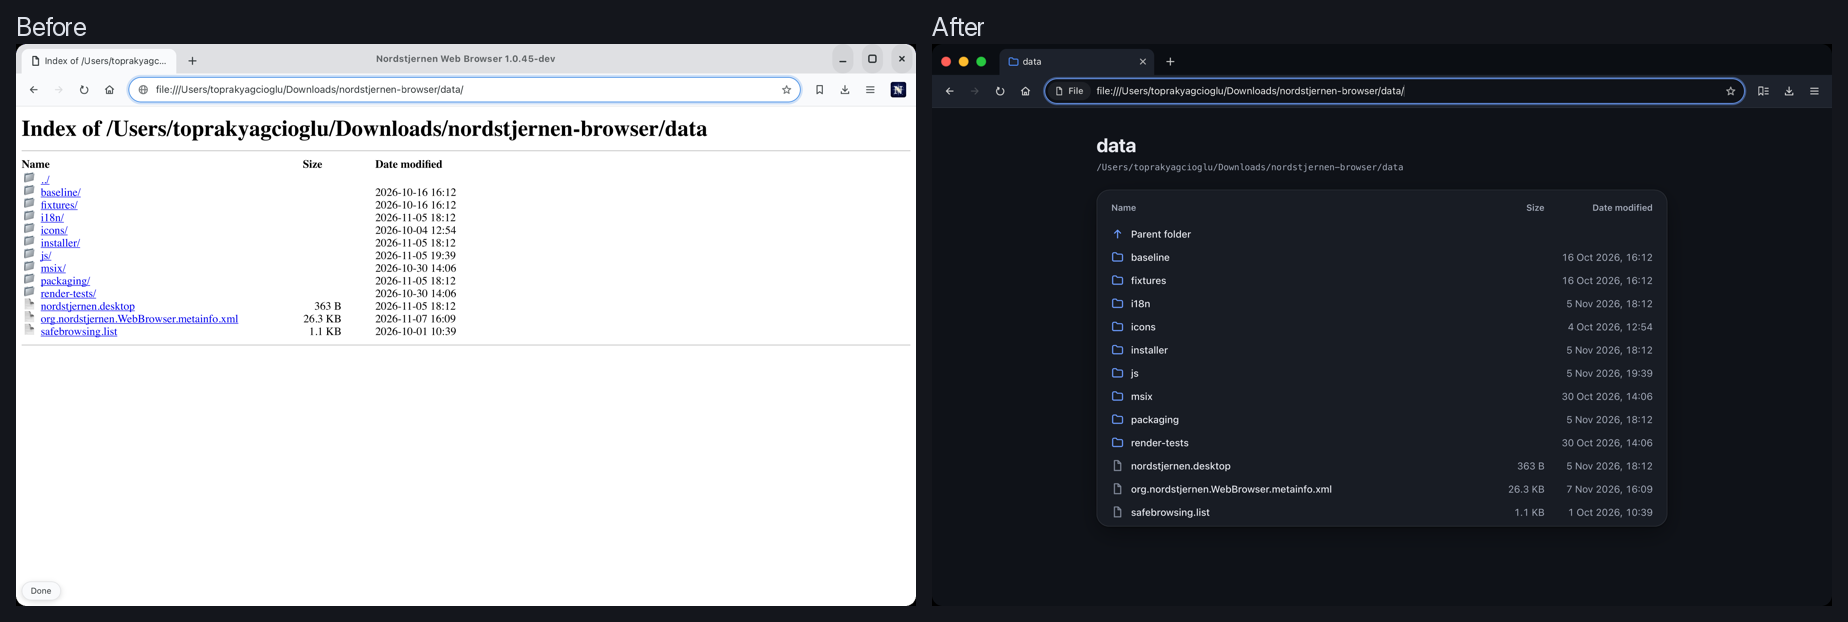 Before
Index of /Users/toprakyagc...
Nordstjernen Web Browser 1.0.45-dev
file:///Users/toprakyagcioglu/Downloads/nordstjernen-browser/data/
N
Index of /Users/toprakyagcioglu/Downloads/nordstjernen-browser/data
Name Size Date modified
../
baseline/ 2026-10-16 16:12
fixtures/ 2026-10-16 16:12
i18n/ 2026-11-05 18:12
icons/ 2026-10-04 12:54
installer/ 2026-11-05 18:12
js/ 2026-11-05 19:39
msix/ 2026-10-30 14:06
packaging/ 2026-11-05 18:12
render-tests/ 2026-10-30 14:06
nordstjernen.desktop 363 B 2026-11-05 18:12
org.nordstjernen.WebBrowser.metainfo.xml 26.3 KB 2026-11-07 16:09
safebrowsing.list 1.1 KB 2026-10-01 10:39
Done
After
data
File file:///Users/toprakyagcioglu/Downloads/nordstjernen-browser/data/
data
/Users/toprakyagcioglu/Downloads/nordstjernen-browser/data
Name Size Date modified
Parent folder
baseline 16 Oct 2026, 16:12
fixtures 16 Oct 2026, 16:12
i18n 5 Nov 2026, 18:12
icons 4 Oct 2026, 12:54
installer 5 Nov 2026, 18:12
js 5 Nov 2026, 19:39
msix 30 Oct 2026, 14:06
packaging 5 Nov 2026, 18:12
render-tests 30 Oct 2026, 14:06
nordstjernen.desktop 363 B 5 Nov 2026, 18:12
org.nordstjernen.WebBrowser.metainfo.xml 26.3 KB 7 Nov 2026, 16:09
safebrowsing.list 1.1 KB 1 Oct 2026, 10:39